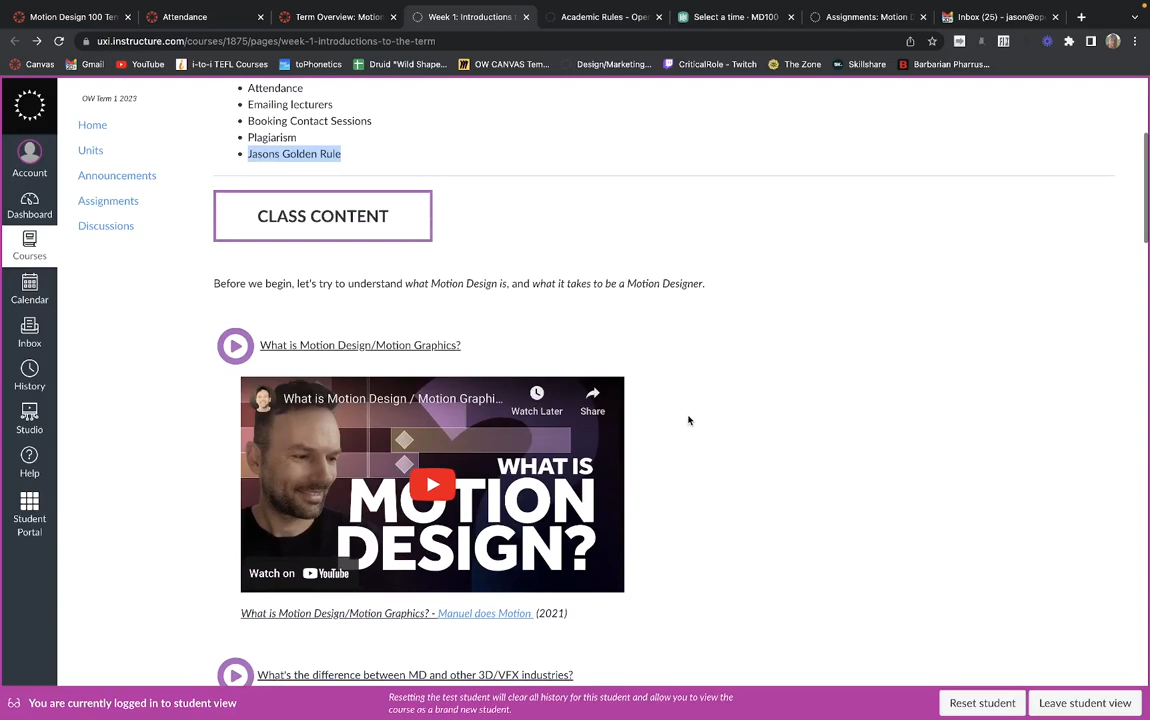 Motion Design 100 Ter
Attendance
Term Overview: Motion
Week 1: Introductions t
Academic Rules - Open
Select a time - MD100
Assignments: Motion D
Inbox (25) - jason@op
uxi.instructure.com/courses/1875/pages/week-1-introductions-to-the-term
Canvas
Gmail
YouTube
i-to-i TEFL Courses
toPhonetics
Druid "Wild Shape...
OW CANVAS Tem...
Design/Marketing...
CriticalRole - Twitch
The Zone
Skillshare
Barbarian Pharrus...
Account
Dashboard
Courses
Calendar
Inbox
History
Studio
Help
Student
Portal
OW Term 1 2023
Home
Units
Announcements
Assignments
Discussions
Attendance
Emailing lecturers
Booking Contact Sessions
Plagiarism
Jasons Golden Rule
CLASS CONTENT
Before we begin, let's try to understand what Motion Design is, and what it takes to be a Motion Designer.
What is Motion Design/Motion Graphics?
What is Motion Design / Motion Graphi...
Watch Later
Share
WHAT IS
MOTION
DESIGN?
Watch on YouTube
What is Motion Design/Motion Graphics? - Manuel does Motion (2021)
What's the difference between MD and other 3D/VFX industries?
You are currently logged in to student view
Resetting the test student will clear all history for this student and allow you to view the
course as a brand new student.
Reset student
Leave student view